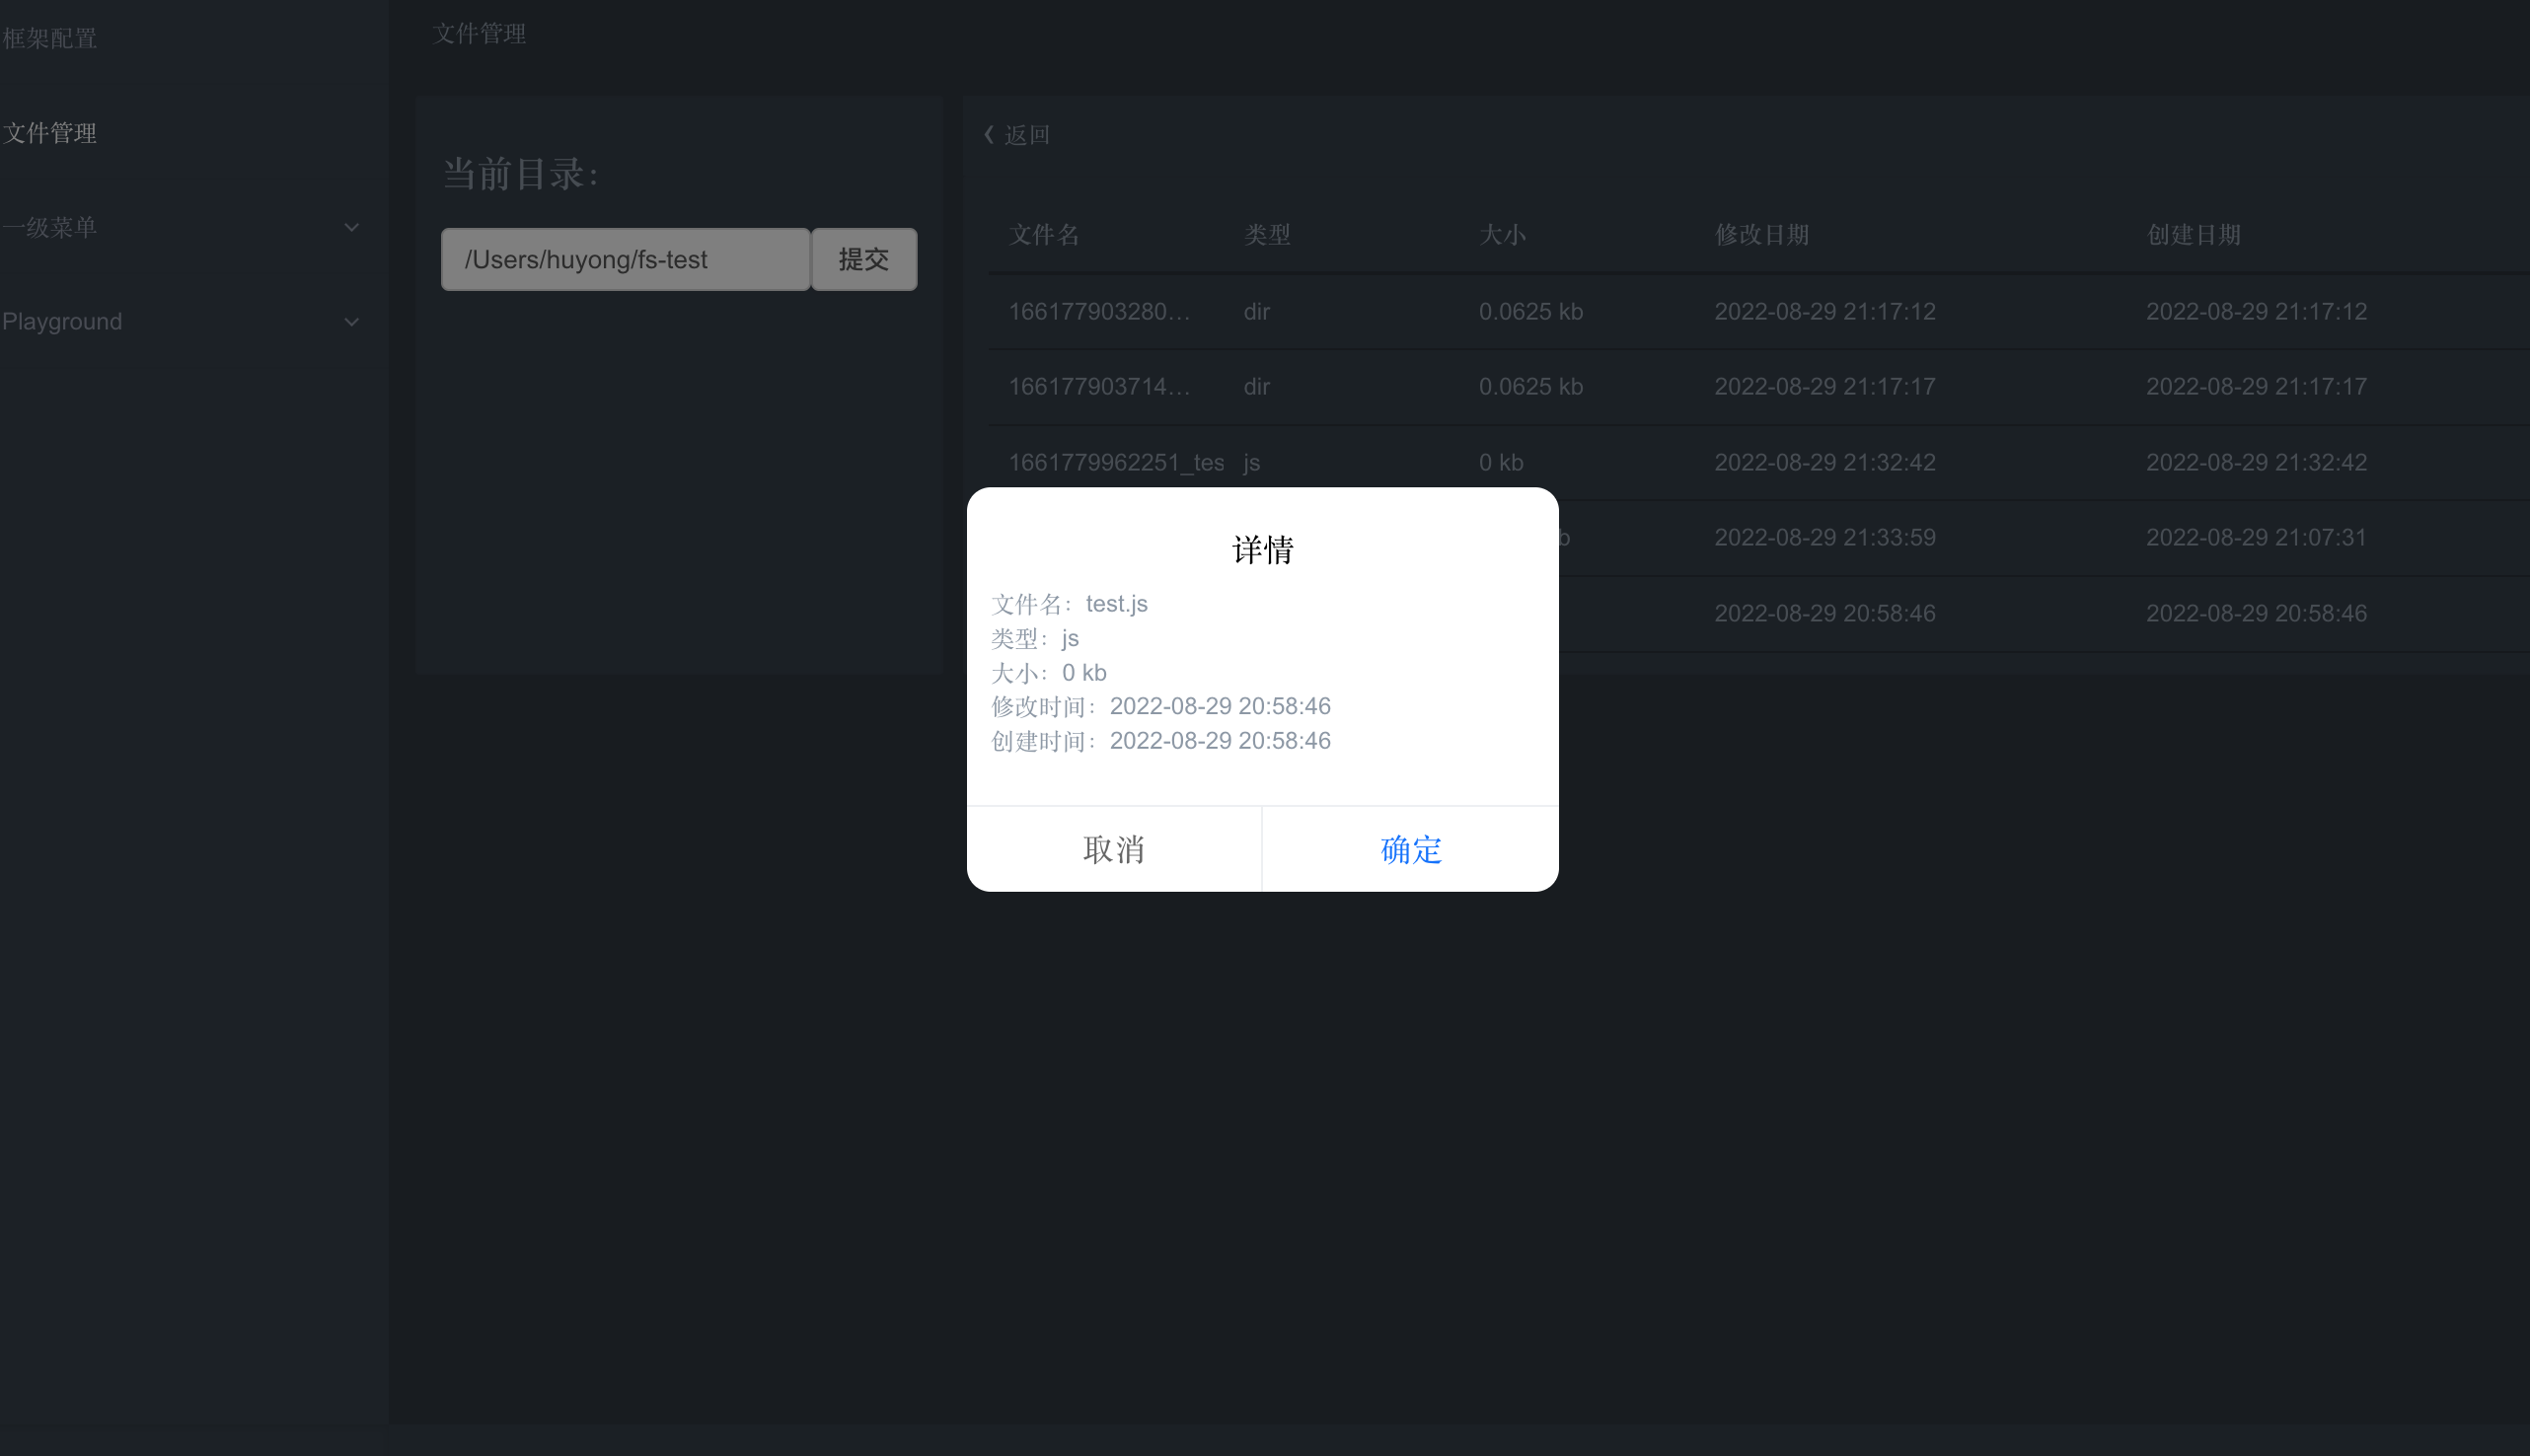 框架配置
文件管理
一级菜单
Playground
文件管理
当前目录：
/Users/huyong/fs-test 提交
返回
文件名 类型 大小 修改日期 创建日期
166177903280… dir 0.0625 kb 2022-08-29 21:17:12 2022-08-29 21:17:12
166177903714… dir 0.0625 kb 2022-08-29 21:17:17 2022-08-29 21:17:17
1661779962251_tes js 0 kb 2022-08-29 21:32:42 2022-08-29 21:32:42
2022-08-29 21:33:59 2022-08-29 21:07:31
2022-08-29 20:58:46 2022-08-29 20:58:46
详情
文件名：test.js
类型：js
大小：0 kb
修改时间：2022-08-29 20:58:46
创建时间：2022-08-29 20:58:46
取消 确定